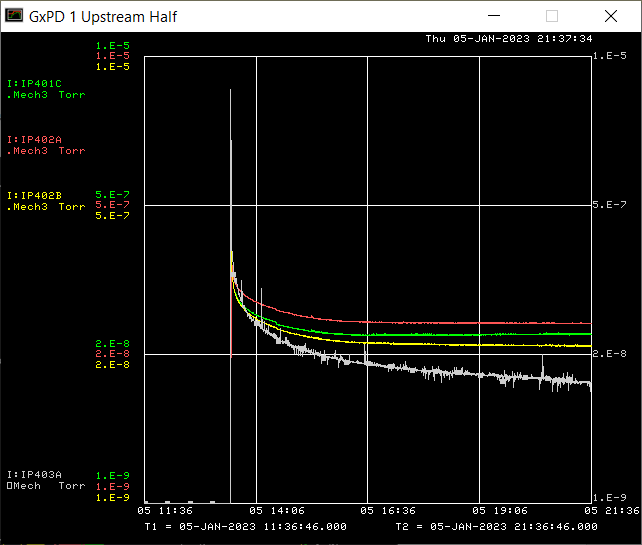 GxPD 1 Upstream Half
Thu 05-JAN-2023 21:37:34
1.E-5
1.E-5
1.E-5
1.E-5
I:IP401C
.Mech3 Torr
I:IP402A
.Mech3 Torr
I:IP402B
.Mech3 Torr
5.E-7
5.E-7
5.E-7
5.E-7
2.E-8
2.E-8
2.E-8
2.E-8
I:IP403A
▯Mech Torr
1.E-9
1.E-9
1.E-9
1.E-9
05 11:36 05 14:06 05 16:36 05 19:06 05 21:36
T1 = 05-JAN-2023 11:36:46.000 T2 = 05-JAN-2023 21:36:46.000